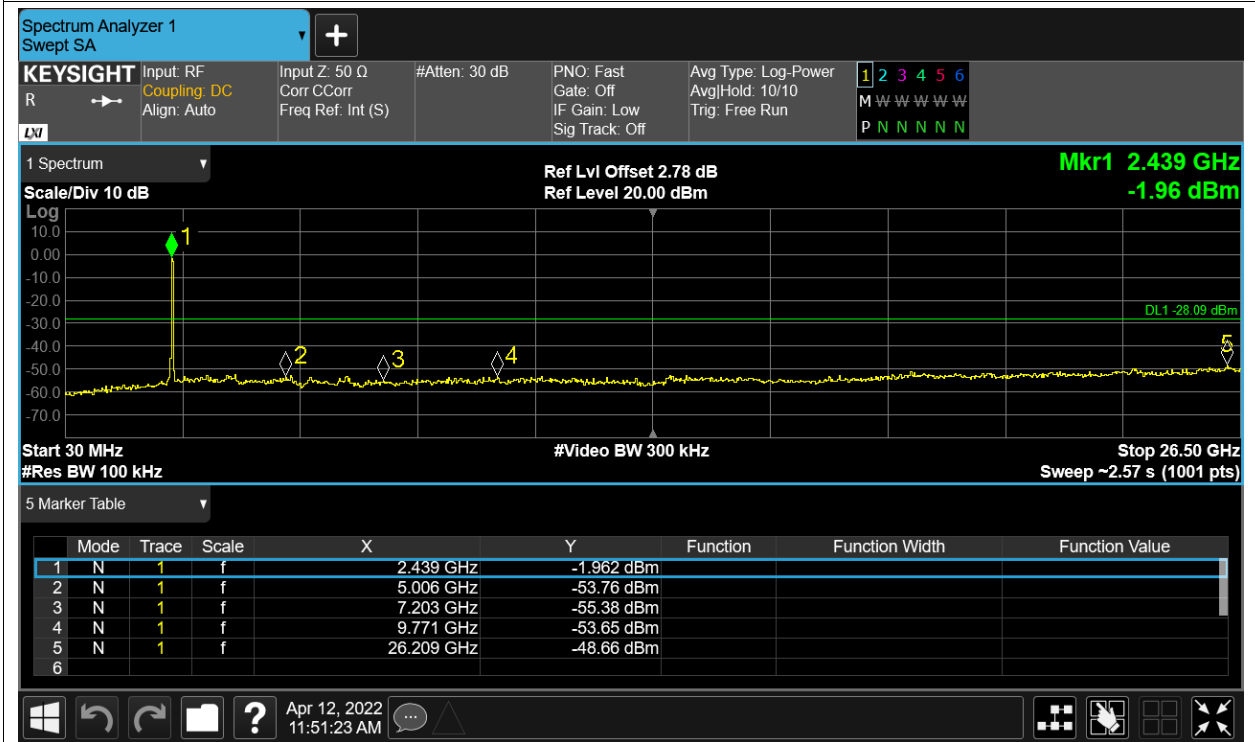 Spectrum Analyzer 1
Swept SA
+
KEYSIGHT
R
LXI
Input: RF
Coupling: DC
Align: Auto
Input Z: 50 Ω
Corr CCorr
Freq Ref: Int (S)
#Atten: 30 dB
PNO: Fast
Gate: Off
IF Gain: Low
Sig Track: Off
Avg Type: Log-Power
Avg|Hold: 10/10
Trig: Free Run
1 2 3 4 5 6
M W W W W W
P N N N N N
1 Spectrum
Scale/Div 10 dB
Ref Lvl Offset 2.78 dB
Ref Level 20.00 dBm
Mkr1 2.439 GHz
-1.96 dBm
Log
10.0
0.00
-10.0
-20.0
-30.0
-40.0
-50.0
-60.0
-70.0
1
2
3
4
5
DL1 -28.09 dBm
Start 30 MHz
#Res BW 100 kHz
#Video BW 300 kHz
Stop 26.50 GHz
Sweep ~2.57 s (1001 pts)
5 Marker Table
Mode Trace Scale X Y Function Function Width Function Value
1 N 1 f 2.439 GHz -1.962 dBm
2 N 1 f 5.006 GHz -53.76 dBm
3 N 1 f 7.203 GHz -55.38 dBm
4 N 1 f 9.771 GHz -53.65 dBm
5 N 1 f 26.209 GHz -48.66 dBm
6
?
Apr 12, 2022
11:51:23 AM